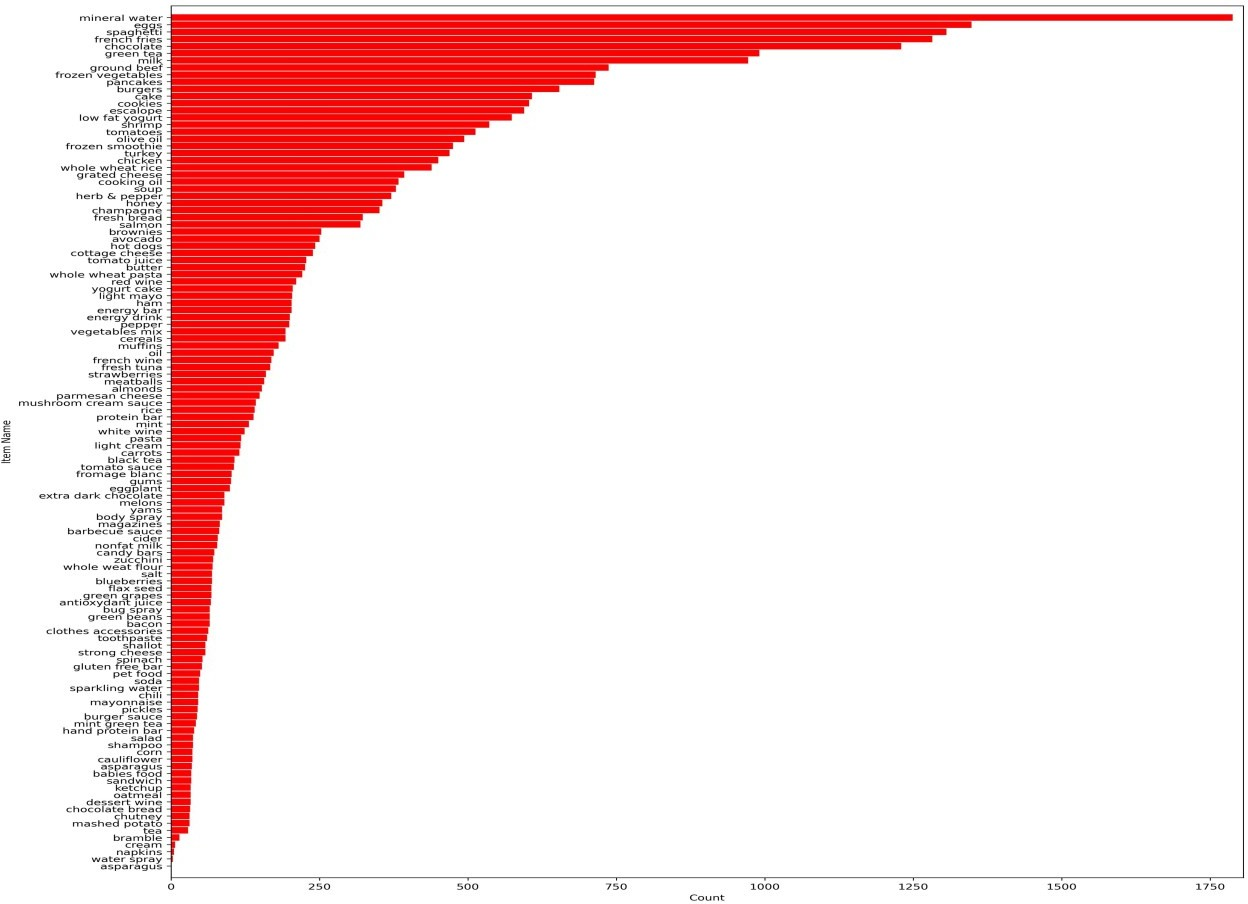 mineral water
eggs
spaghetti
french fries
chocolate
green tea
milk
ground beef
frozen vegetables
pancakes
burgers
cake
cookies
escalope
low fat yogurt
shrimp
tomatoes
olive oil
frozen smoothie
turkey
chicken
whole wheat rice
grated cheese
cooking oil
soup
herb & pepper
honey
champagne
fresh bread
salmon
brownies
avocado
hot dogs
cottage cheese
tomato juice
butter
whole wheat pasta
red wine
yogurt cake
light mayo
ham
energy bar
energy drink
pepper
vegetables mix
cereals
muffins
oil
french wine
fresh tuna
strawberries
meatballs
almonds
parmesan cheese
mushroom cream sauce
rice
protein bar
mint
white wine
pasta
light cream
carrots
black tea
tomato sauce
fromage blanc
gums
eggplant
extra dark chocolate
melons
yams
body spray
magazines
barbecue sauce
cider
nonfat milk
candy bars
zucchini
whole weat flour
salt
blueberries
flax seed
green grapes
antioxydant juice
bug spray
green beans
bacon
clothes accessories
toothpaste
shallot
strong cheese
spinach
gluten free bar
pet food
soda
sparkling water
chili
mayonnaise
pickles
burger sauce
mint green tea
hand protein bar
salad
shampoo
corn
cauliflower
asparagus
babies food
sandwich
ketchup
oatmeal
dessert wine
chocolate bread
chutney
mashed potato
tea
bramble
cream
napkins
water spray
asparagus
Item Name
0 250 500 750 1000 1250 1500 1750
Count